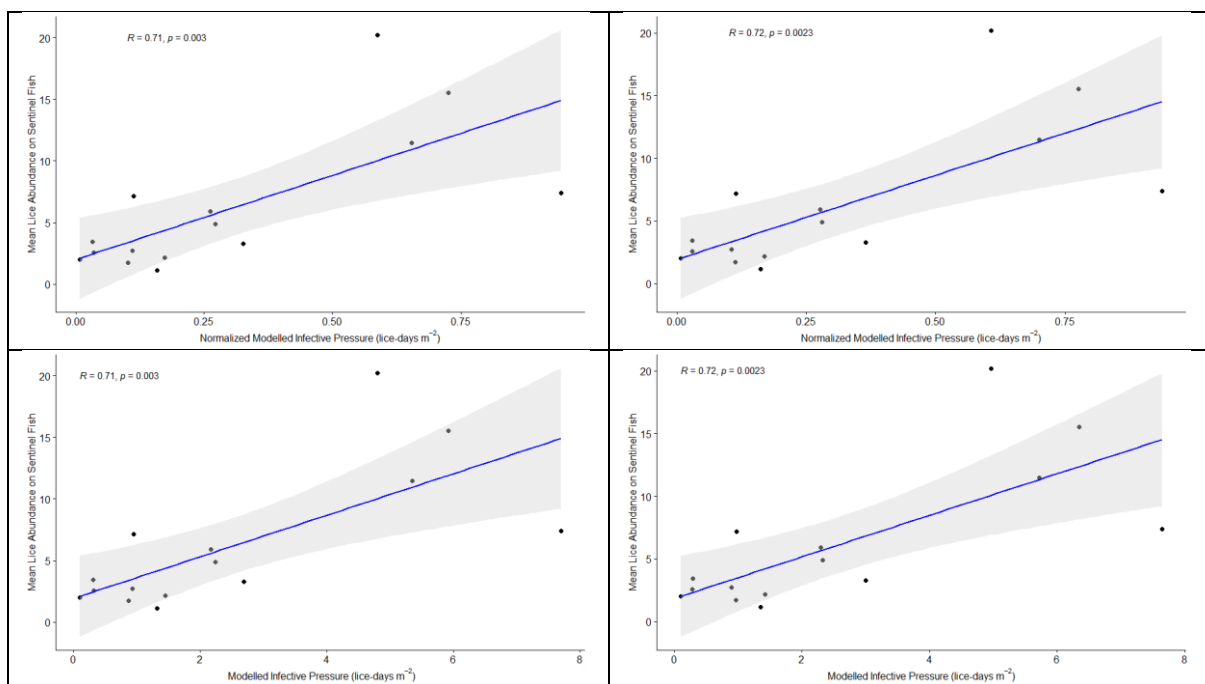 R = 0.71, p = 0.003
Mean Lice Abundance on Sentinel Fish
20
15
10
5
0
0.00 0.25 0.50 0.75
Normalized Modelled Infective Pressure (lice-days m⁻²)
R = 0.72, p = 0.0023
Mean Lice Abundance on Sentinel Fish
20
15
10
5
0
0.00 0.25 0.50 0.75
Normalized Modelled Infective Pressure (lice-days m⁻²)
R = 0.71, p = 0.003
Mean Lice Abundance on Sentinel Fish
20
15
10
5
0
0 2 4 6 8
Modelled Infective Pressure (lice-days m⁻²)
R = 0.72, p = 0.0023
Mean Lice Abundance on Sentinel Fish
20
15
10
5
0
0 2 4 6 8
Modelled Infective Pressure (lice-days m⁻²)